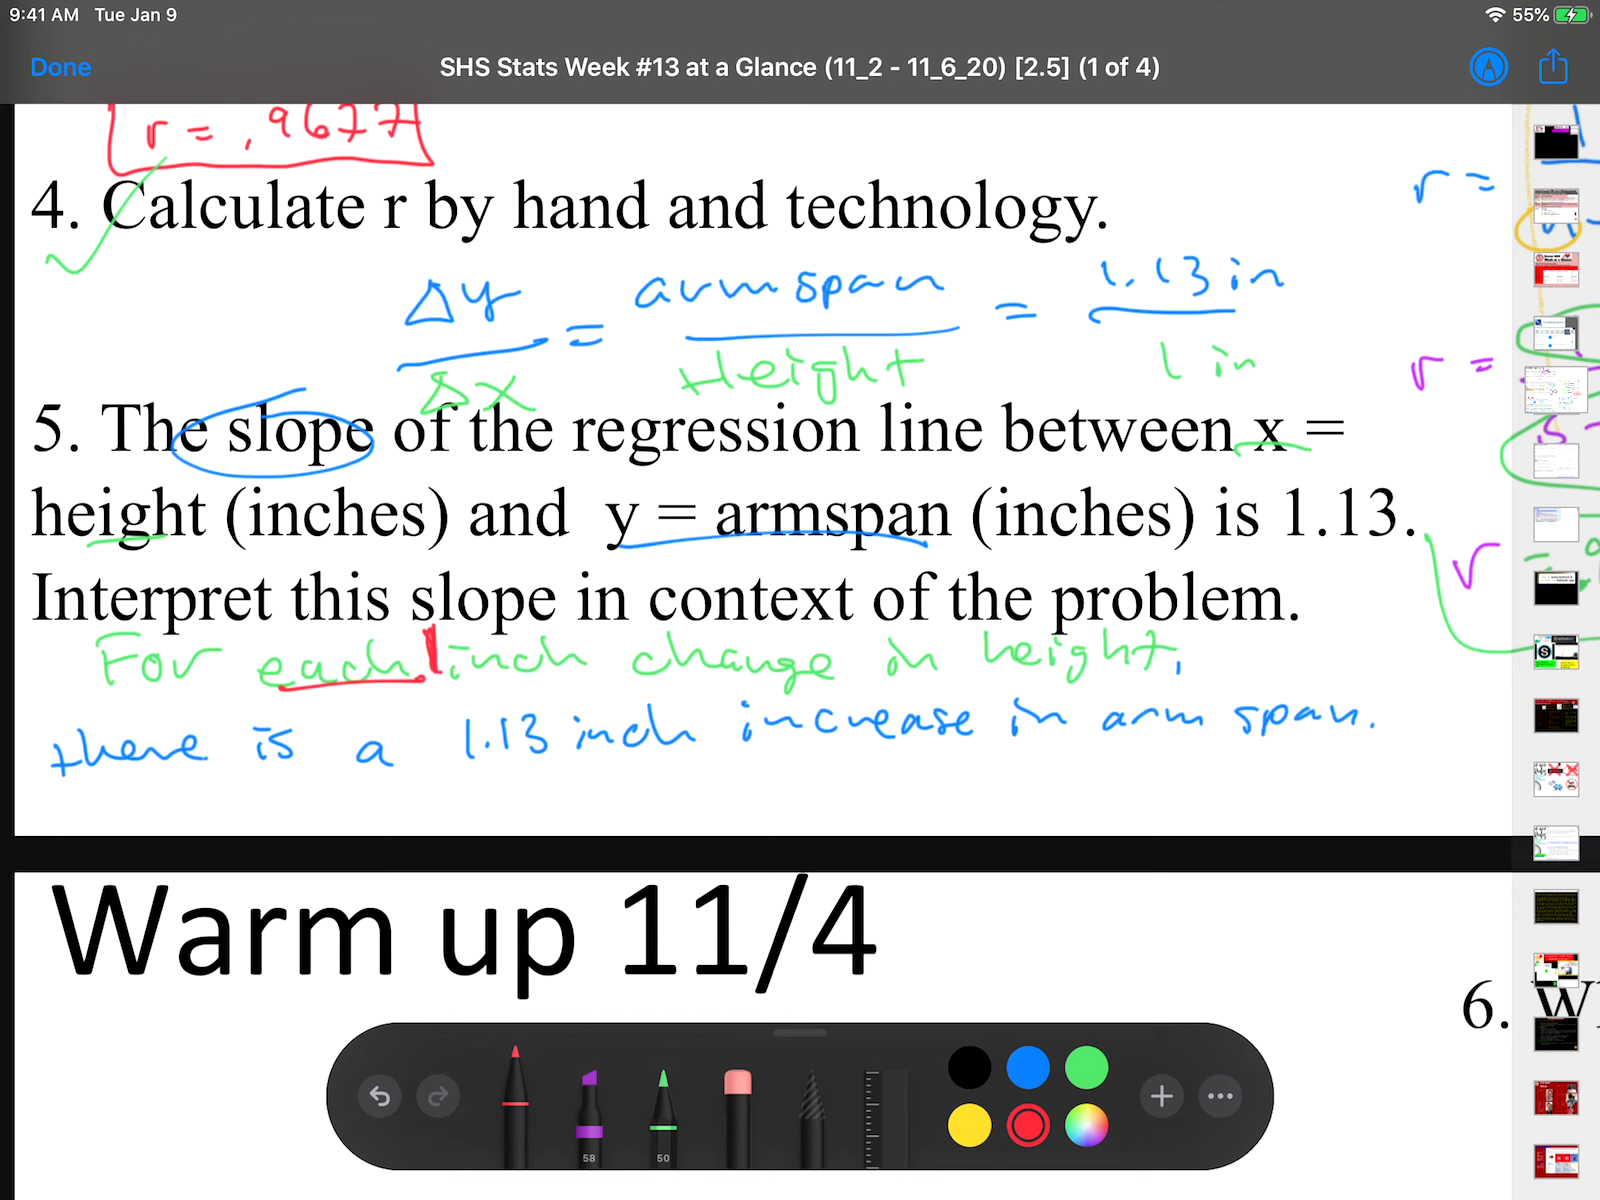 9:41 AM Tue Jan 9
55%
Done
SHS Stats Week #13 at a Glance (11_2 - 11_6_20) [2.5] (1 of 4)
r = .9677
4. Calculate r by hand and technology.
r =
Δy / Δx = arm span / Height = 1.13 in / 1 in
r =
5. The slope of the regression line between x =
height (inches) and y = armspan (inches) is 1.13.
r =
Interpret this slope in context of the problem.
For each 1 inch change in height,
there is a 1.13 inch increase in arm span.
Warm up 11/4
6.
58
50